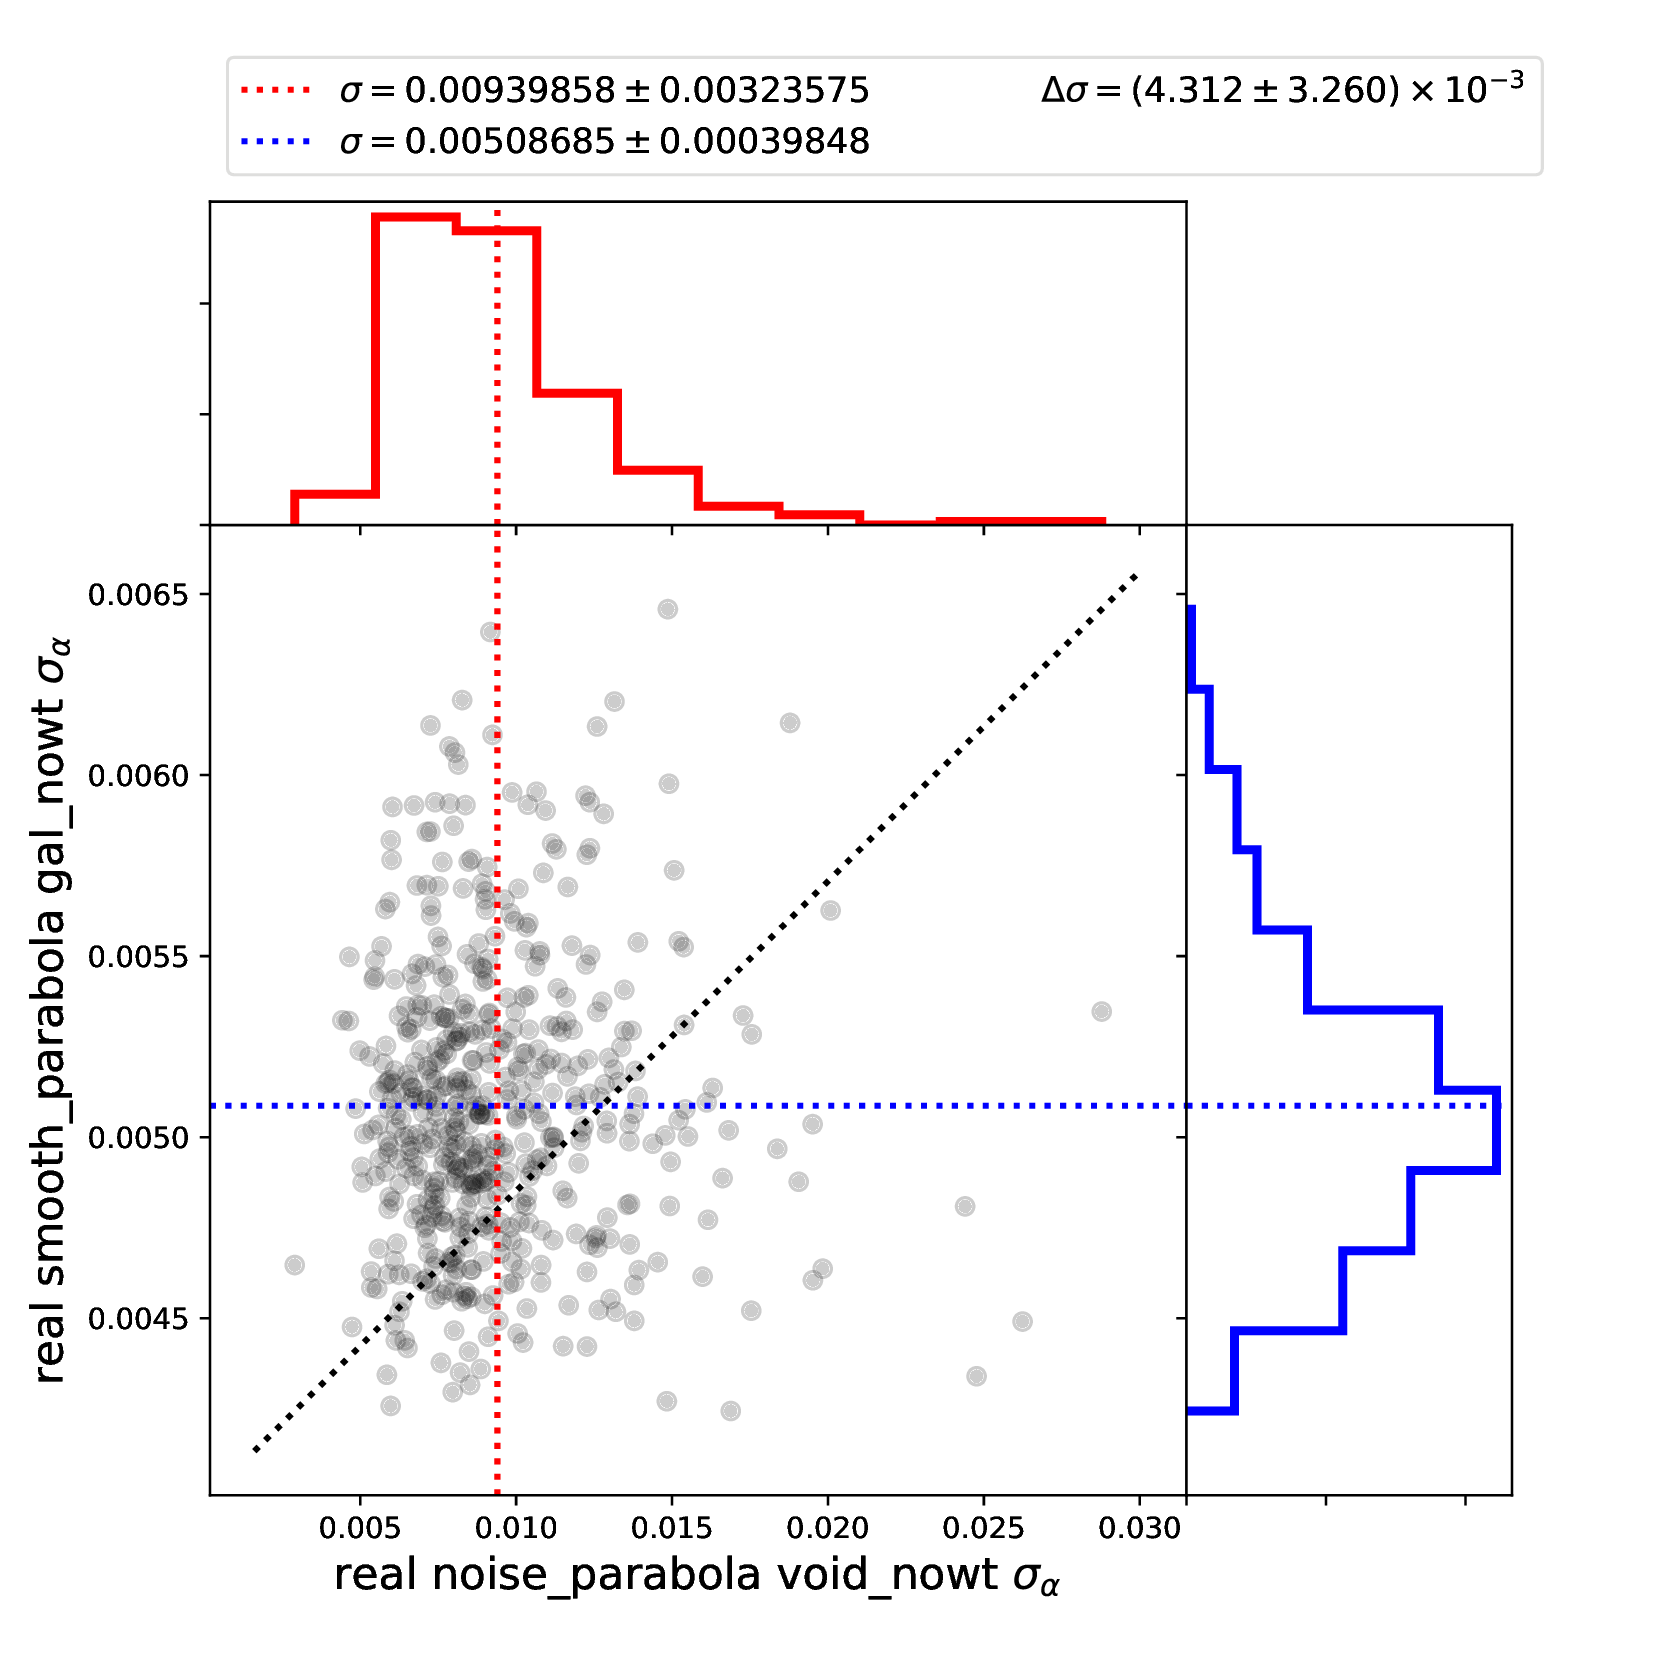 σ = 0.00939858 ± 0.00323575
σ = 0.00508685 ± 0.00039848
Δσ = (4.312 ± 3.260) × 10⁻³
0.0065
0.0060
0.0055
0.0050
0.0045
real smooth_parabola gal_nowt σ_α
0.005 0.010 0.015 0.020 0.025 0.030
real noise_parabola void_nowt σ_α